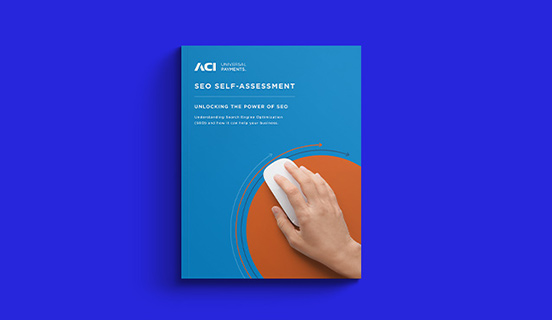 ACI UNIVERSAL
PAYMENTS.
SEO SELF-ASSESSMENT
UNLOCKING THE POWER OF SEO
Understanding Search Engine Optimisation
(SEO) and how it can help your business.